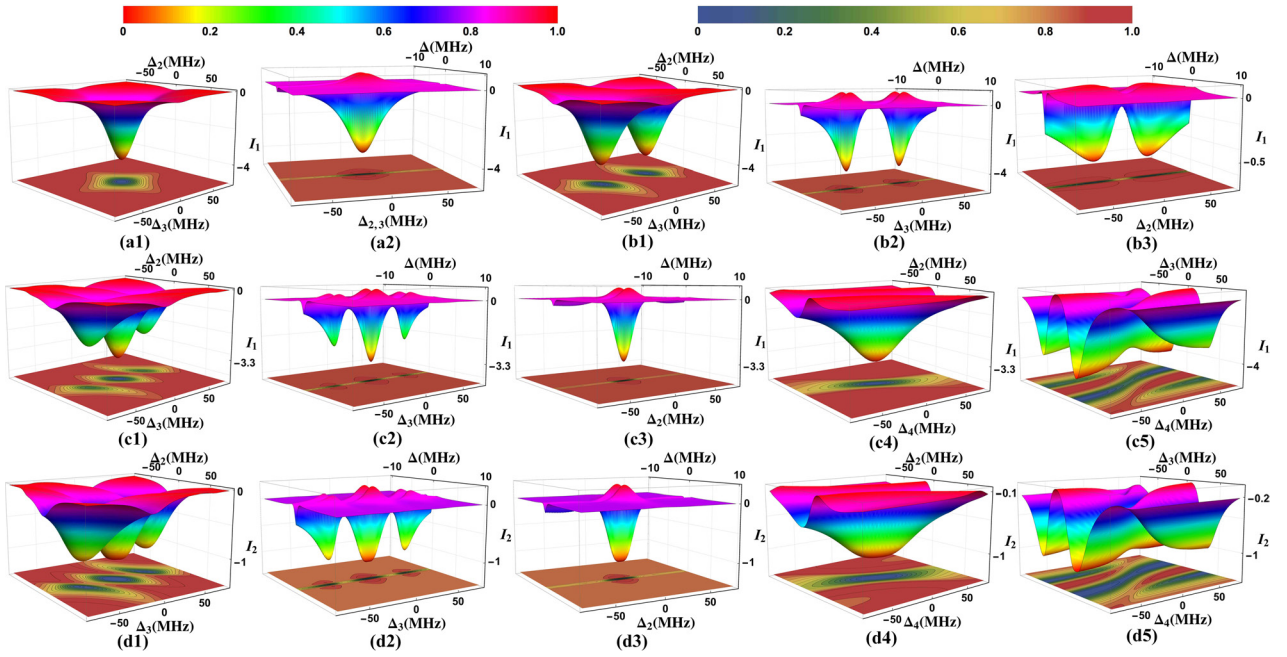 0 0.2 0.4 0.6 0.8 1.0 0 0.2 0.4 0.6 0.8 1.0
Δ₂(MHz)
−50 0 50
0
I₁
−4
−50 0 50
Δ₃(MHz)
(a1)
Δ(MHz)
−10 0 10
0
I₁
−4
−50 0 50
Δ₂,₃(MHz)
(a2)
Δ₂(MHz)
−50 0 50
0
I₁
−4
−50 0 50
Δ₃(MHz)
(b1)
Δ(MHz)
−10 0 10
0
I₁
−4
−50 0 50
Δ₃(MHz)
(b2)
Δ(MHz)
−10 0 10
0
I₁
−0.5
−50 0 50
Δ₂(MHz)
(b3)
Δ₂(MHz)
−50 0 50
0
I₁
−3.3
−50 0 50
Δ₃(MHz)
(c1)
Δ(MHz)
−10 0 10
0
I₁
−3.3
−50 0 50
Δ₃(MHz)
(c2)
Δ(MHz)
−10 0 10
0
I₁
−3.3
−50 0 50
Δ₂(MHz)
(c3)
Δ₂(MHz)
−50 0 50
0
I₁
−3.3
−50 0 50
Δ₄(MHz)
(c4)
Δ₃(MHz)
−50 0 50
I₁
−4
−50 0 50
Δ₄(MHz)
(c5)
Δ₂(MHz)
−50 0 50
0
I₂
−1
−50 0 50
Δ₃(MHz)
(d1)
Δ(MHz)
−10 0 10
0
I₂
−1
−50 0 50
Δ₃(MHz)
(d2)
Δ(MHz)
−10 0 10
0
I₂
−1
−50 0 50
Δ₂(MHz)
(d3)
Δ₂(MHz)
−50 0 50
−0.1
I₂
−1
−50 0 50
Δ₄(MHz)
(d4)
Δ₃(MHz)
−50 0 50
−0.2
I₂
−1
−50 0 50
Δ₄(MHz)
(d5)